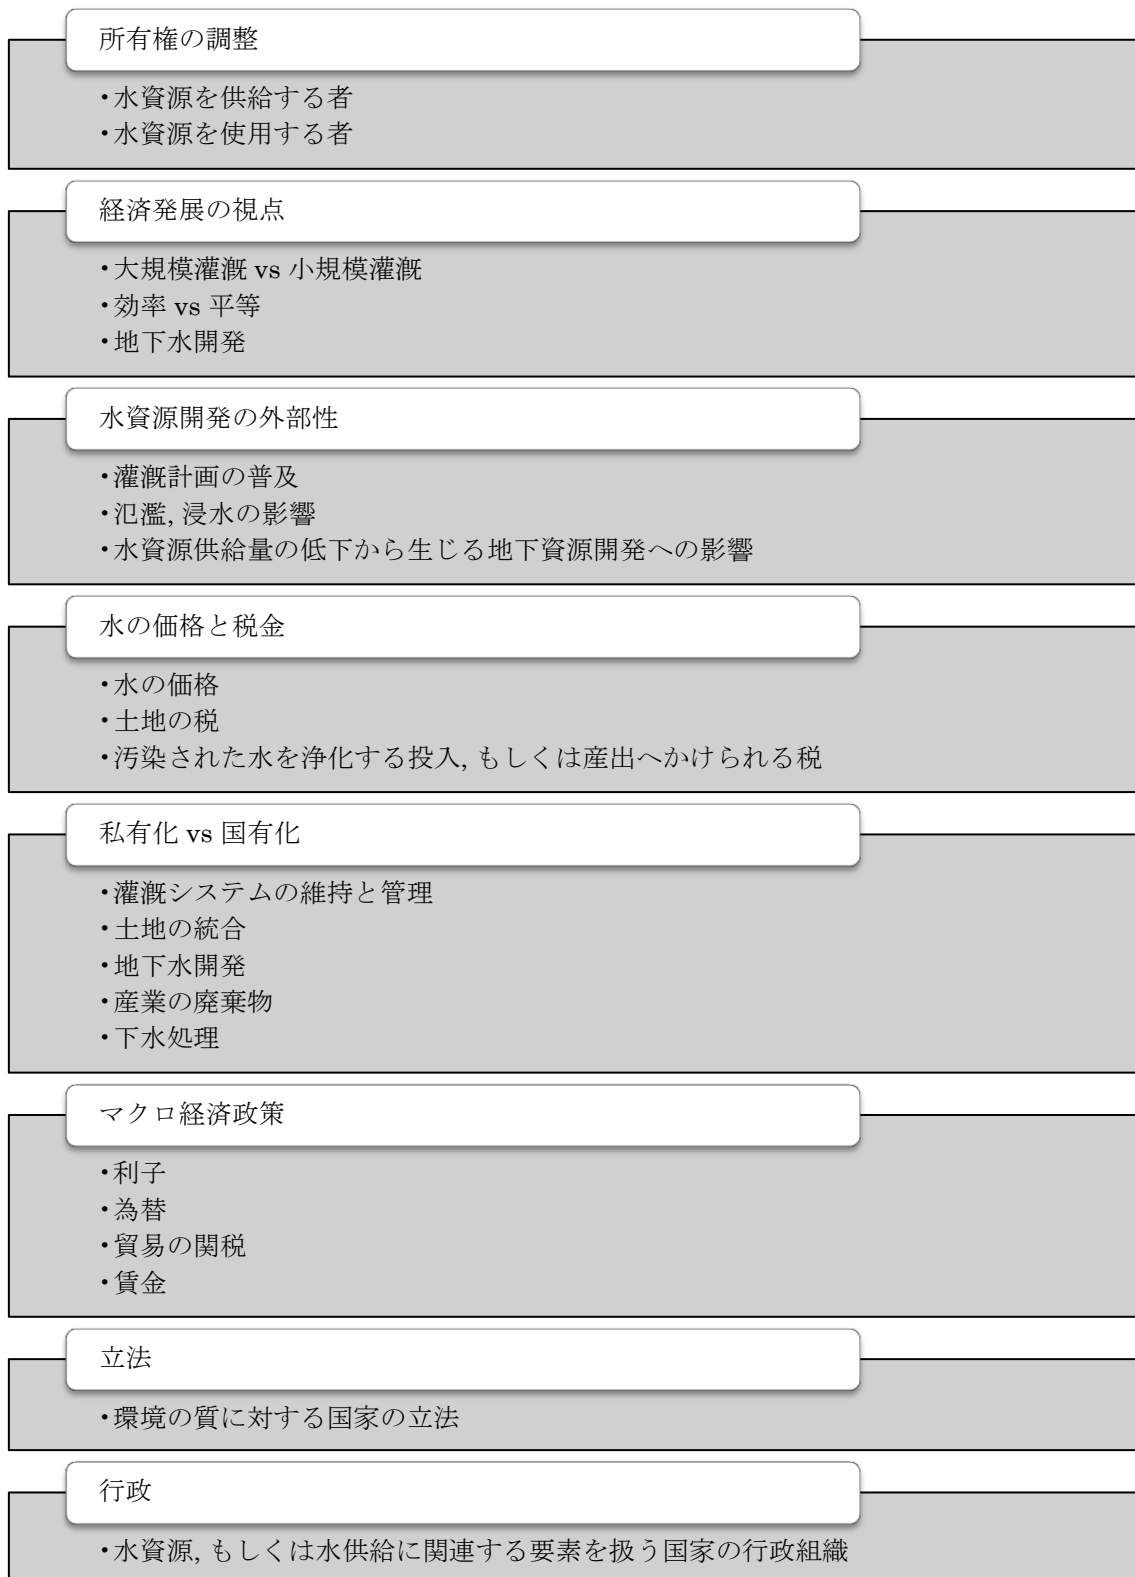 所有権の調整
・水資源を供給する者
・水資源を使用する者
経済発展の視点
・大規模灌漑 vs 小規模灌漑
・効率 vs 平等
・地下水開発
水資源開発の外部性
・灌漑計画の普及
・氾濫, 浸水の影響
・水資源供給量の低下から生じる地下資源開発への影響
水の価格と税金
・水の価格
・土地の税
・汚染された水を浄化する投入, もしくは産出へかけられる税
私有化 vs 国有化
・灌漑システムの維持と管理
・土地の統合
・地下水開発
・産業の廃棄物
・下水処理
マクロ経済政策
・利子
・為替
・貿易の関税
・賃金
立法
・環境の質に対する国家の立法
行政
・水資源, もしくは水供給に関連する要素を扱う国家の行政組織